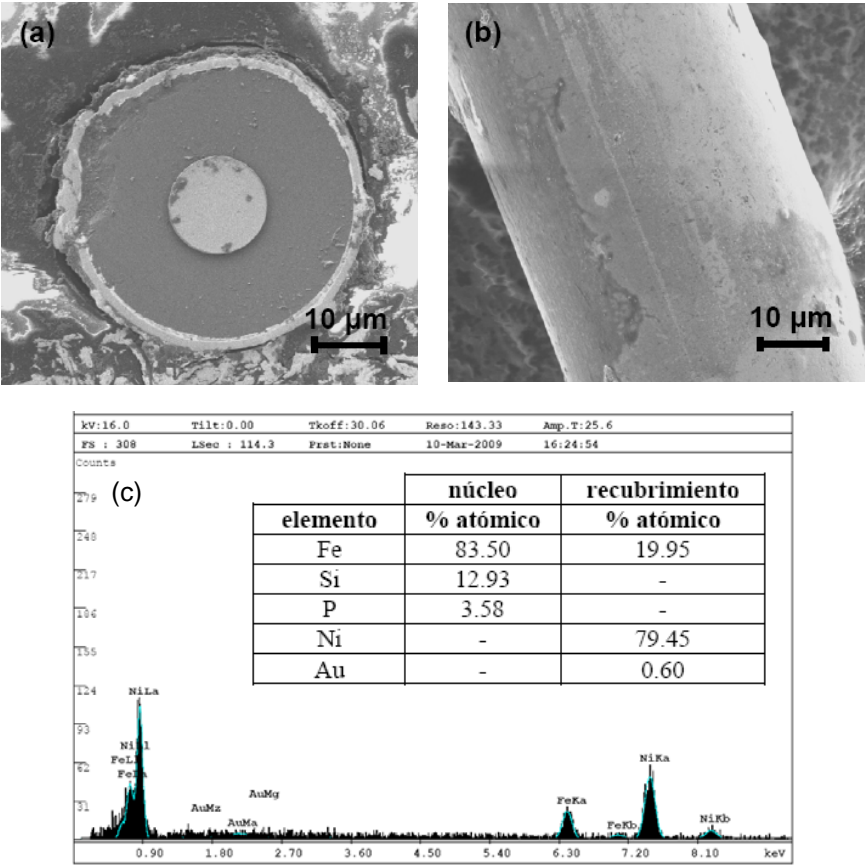 (a)
10 µm
(b)
10 µm
kV:16.0 Tilt:0.00 Tkoff:30.06 Reso:143.33 Amp.T:25.6
FS : 308 LSec : 114.3 Prst:None 10-Mar-2009 16:24:54
Counts
(c)
279
248
217
186
155
124
93
62
31
núcleo recubrimiento
elemento % atómico % atómico
Fe 83.50 19.95
Si 12.93 -
P 3.58 -
Ni - 79.45
Au - 0.60
NiLa
AuMz
AuMa
AuMg
FeKa
FeKb
NiKa
NiKb
0.90 1.80 2.70 3.60 4.50 5.40 6.30 7.20 8.10 keV